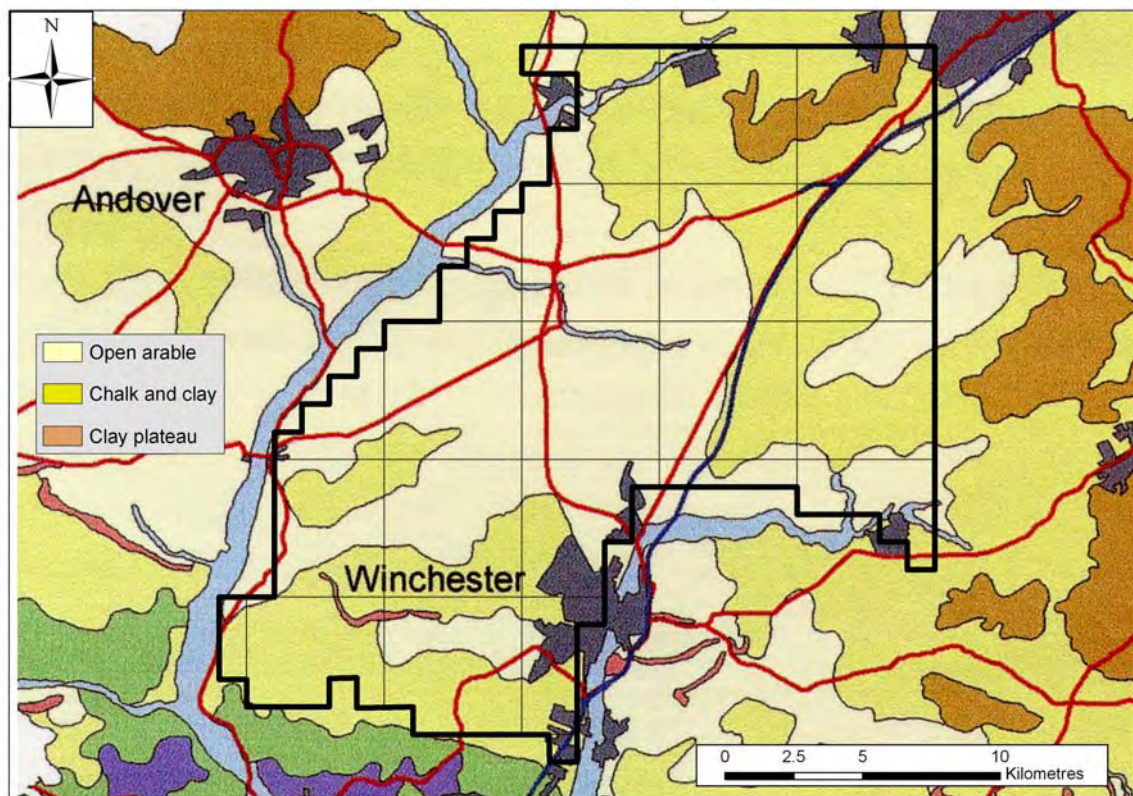 N
Andover
Open arable
Chalk and clay
Clay plateau
Winchester
0 2.5 5 10
Kilometres